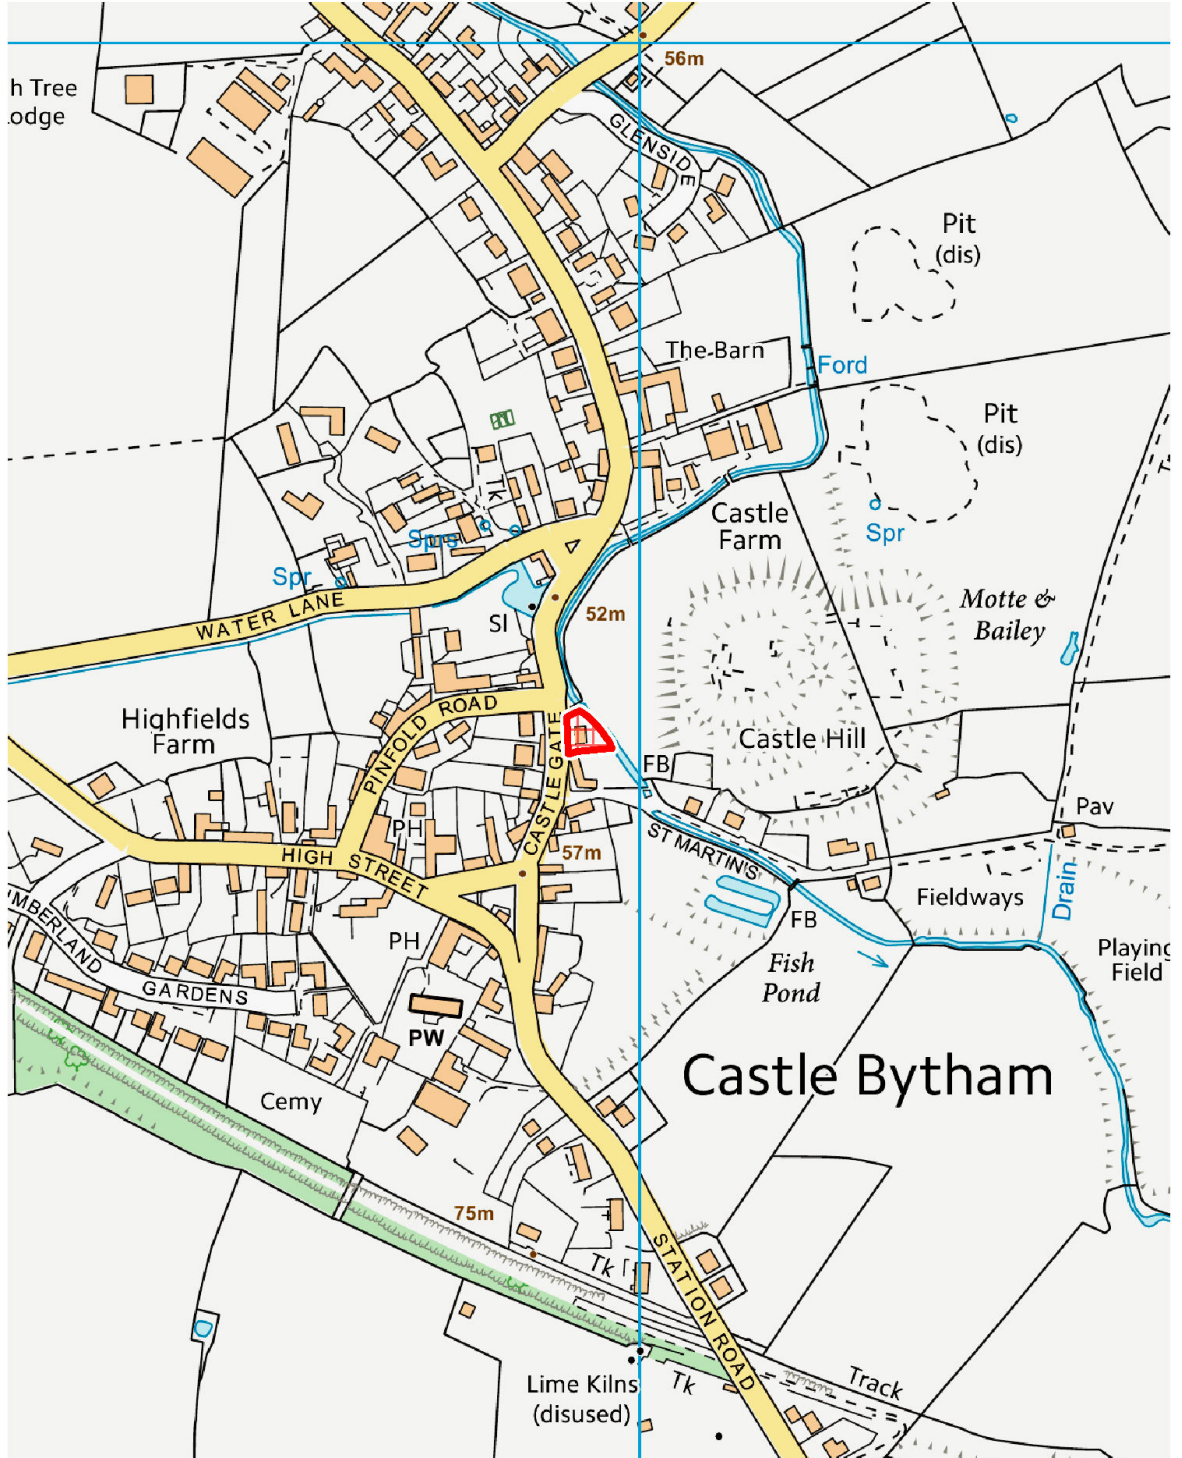 56m
h Tree
odge
GLENSIDE
Pit
(dis)
The Barn
Ford
Pit
(dis)
Tk
Castle
Farm
Sprs
Spr
Spr
Motte &
Bailey
WATER LANE
52m
Sl
PINFOLD ROAD
Highfields
Farm
CASTLE GATE
Castle Hill
FB
Pav
PH
ST MARTIN'S
HIGH STREET
57m
Fieldways
Drain
UMBERLAND
GARDENS
PH
FB
Fish
Pond
Playing
Field
PW
Castle Bytham
Cemy
75m
Tk
STATION ROAD
Lime Kilns
(disused)
Tk
Track